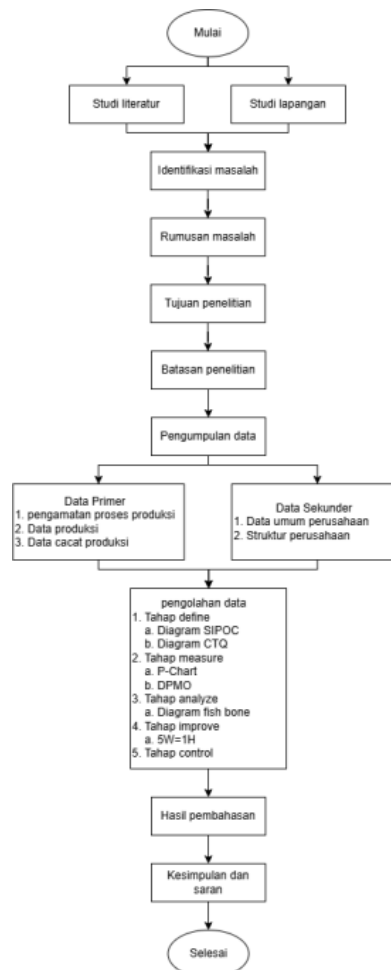 Mulai
Studi literatur
Studi lapangan
Identifikasi masalah
Rumusan masalah
Tujuan penelitian
Batasan penelitian
Pengumpulan data
Data Primer
1. pengamatan proses produksi
2. Data produksi
3. Data cacat produksi
Data Sekunder
1. Data umum perusahaan
2. Struktur perusahaan
pengolahan data
1. Tahap define
a. Diagram SIPOC
b. Diagram CTQ
2. Tahap measure
a. P-Chart
b. DPMO
3. Tahap analyze
a. Diagram fish bone
4. Tahap improve
a. 5W=1H
5. Tahap control
Hasil pembahasan
Kesimpulan dan
saran
Selesai